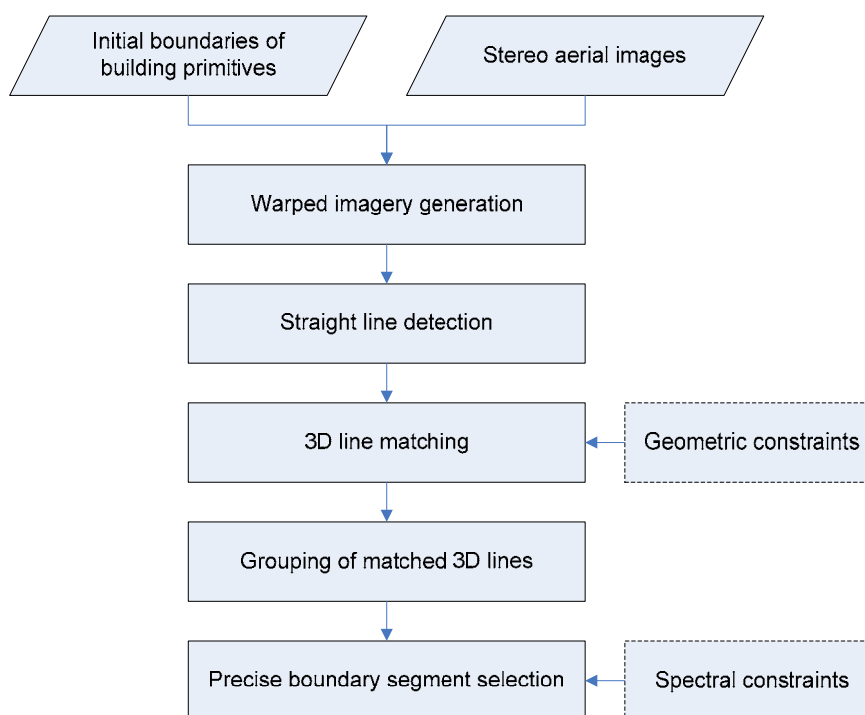 Initial boundaries of
building primitives
Stereo aerial images
Warped imagery generation
Straight line detection
3D line matching
Geometric constraints
Grouping of matched 3D lines
Precise boundary segment selection
Spectral constraints